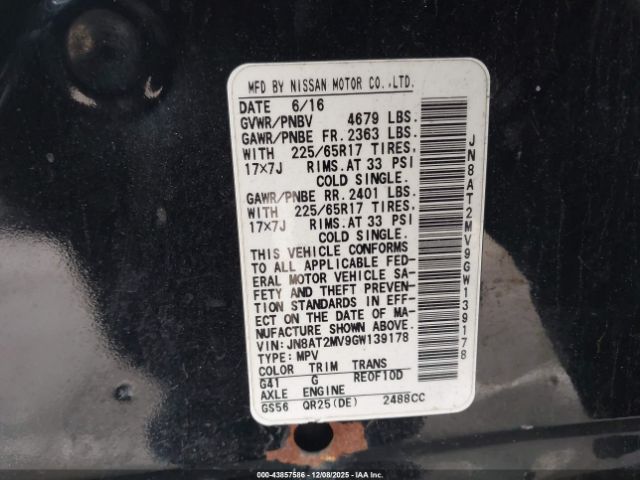 MFD BY NISSAN MOTOR CO.,LTD.
DATE 6/16
GVWR/PNBV 4679 LBS.
GAWR/PNBE FR. 2363 LBS.
WITH 225/65R17 TIRES,
17×7J RIMS.AT 33 PSI
COLD SINGLE.
GAWR/PNBE RR. 2401 LBS.
WITH 225/65R17 TIRES,
17×7J RIMS.AT 33 PSI
COLD SINGLE.
THIS VEHICLE CONFORMS
TO ALL APPLICABLE FED-
ERAL MOTOR VEHICLE SA-
FETY AND THEFT PREVEN-
TION STANDARDS IN EFF-
ECT ON THE DATE OF MA-
NUFACTURE SHOWN ABOVE.
VIN: JN8AT2MV9GW139178
TYPE: MPV
COLOR TRIM TRANS
G41 G RE0F10D
AXLE ENGINE
GS56 QR25(DE) 2488CC
JN8AT2MV9GW139178
000-43857586 • 12/08/2025 • IAAI.COM